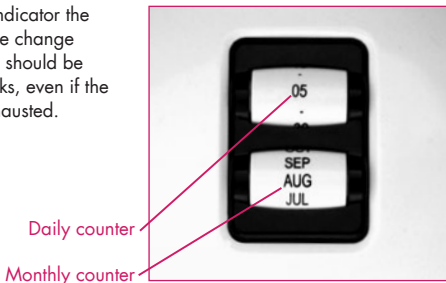 ndicator the
e change
should be
ks, even if the
austed.
05
SEP
AUG
JUL
Daily counter
Monthly counter